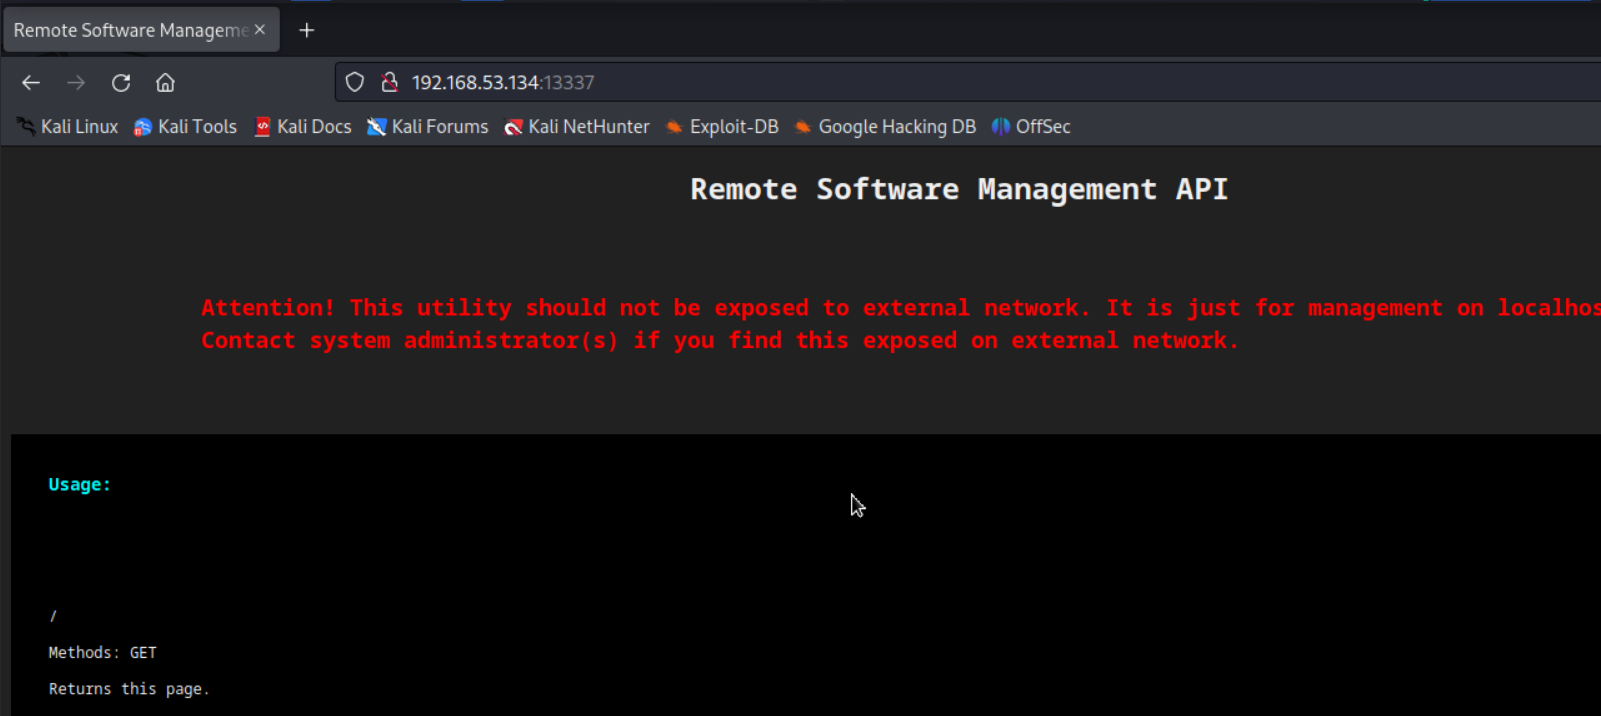 Remote Software Manageme
192.168.53.134:13337
Kali Linux Kali Tools Kali Docs Kali Forums Kali NetHunter Exploit-DB Google Hacking DB OffSec
Remote Software Management API
Attention! This utility should not be exposed to external network. It is just for management on localhos
Contact system administrator(s) if you find this exposed on external network.
Usage:
/
Methods: GET
Returns this page.